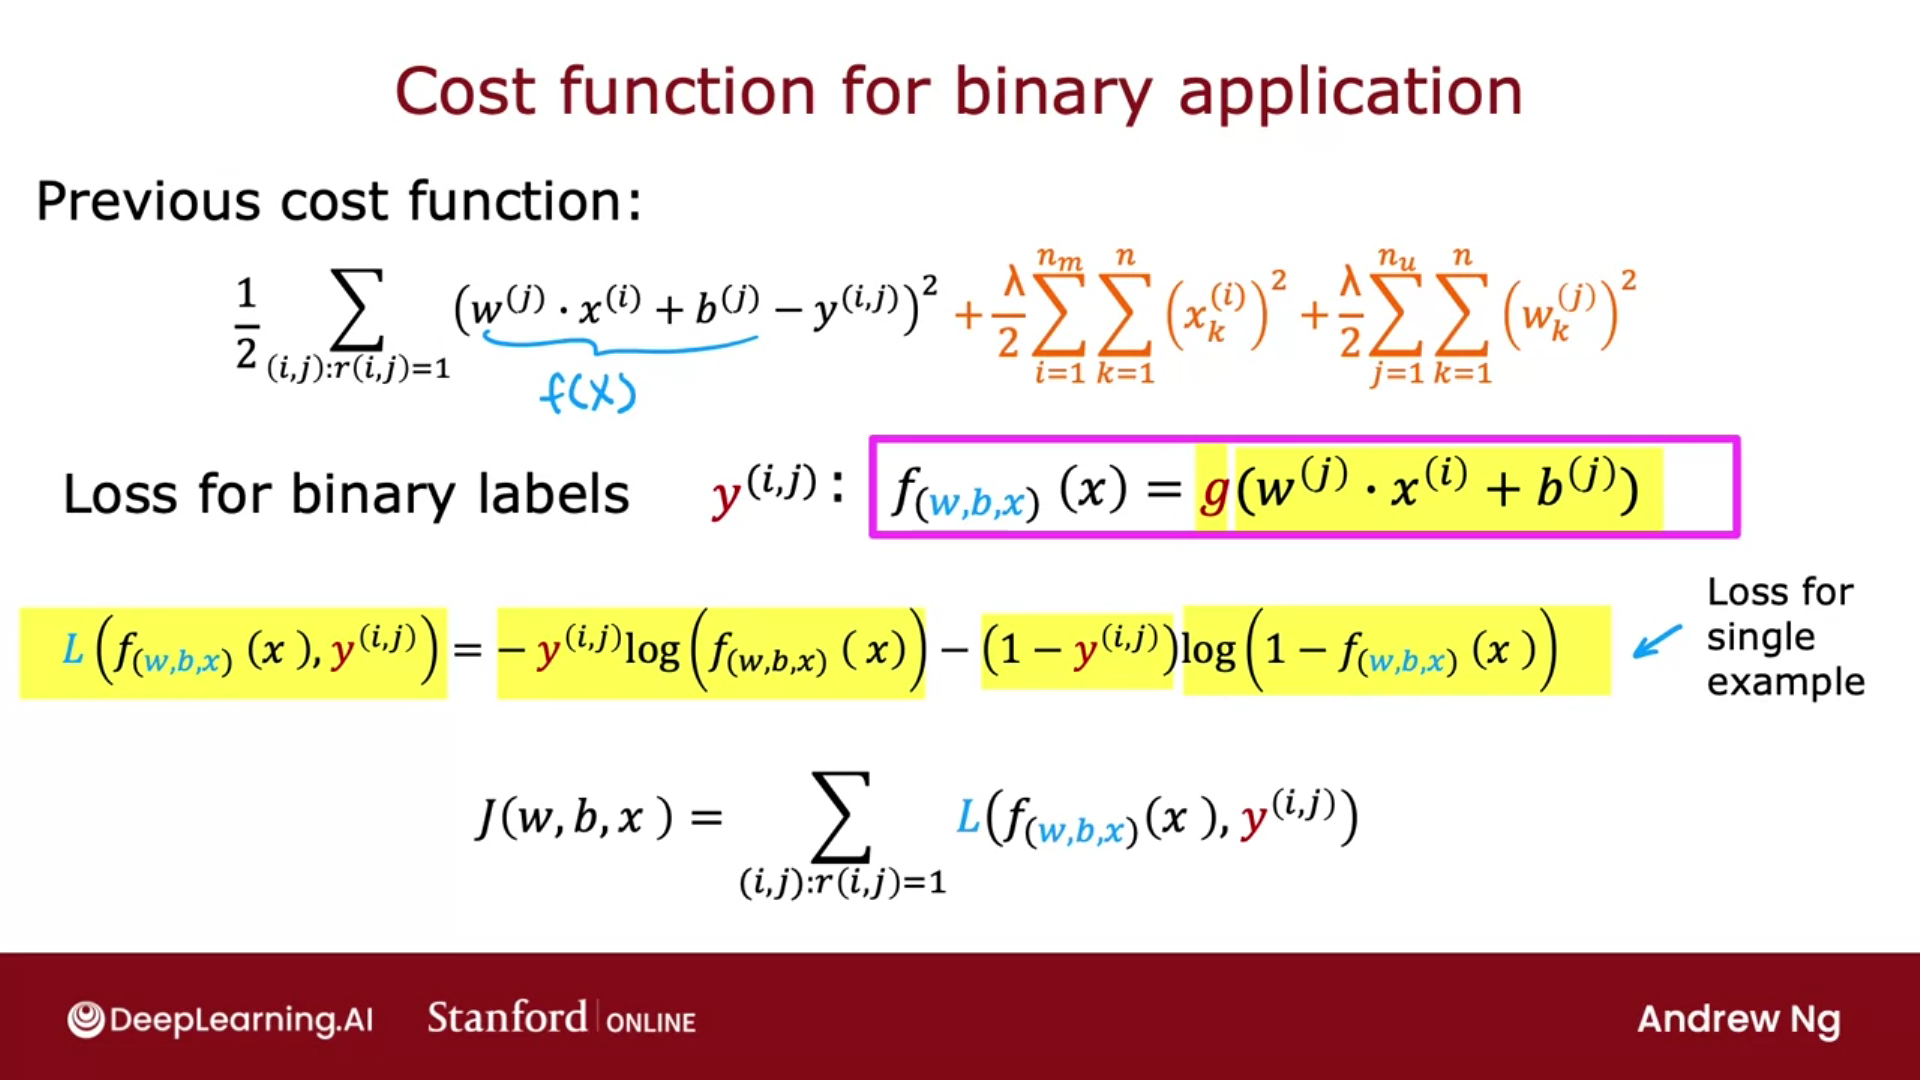 Cost function for binary application
Previous cost function:
$\frac{1}{2} \sum_{(i,j):r(i,j)=1} (w^{(j)} \cdot x^{(i)} + b^{(j)} - y^{(i,j)})^2 + \frac{\lambda}{2} \sum_{i=1}^{n_m} \sum_{k=1}^{n} (x_k^{(i)})^2 + \frac{\lambda}{2} \sum_{j=1}^{n_u} \sum_{k=1}^{n} (w_k^{(j)})^2$
f(x)
Loss for binary labels $y^{(i,j)}$: $f_{(w,b,x)}(x) = g(w^{(j)} \cdot x^{(i)} + b^{(j)})$
$L(f_{(w,b,x)}(x), y^{(i,j)}) = -y^{(i,j)} \log(f_{(w,b,x)}(x)) - (1 - y^{(i,j)}) \log(1 - f_{(w,b,x)}(x))$
Loss for
single
example
$J(w,b,x) = \sum_{(i,j):r(i,j)=1} L(f_{(w,b,x)}(x), y^{(i,j)})$
DeepLearning.AI Stanford ONLINE Andrew Ng